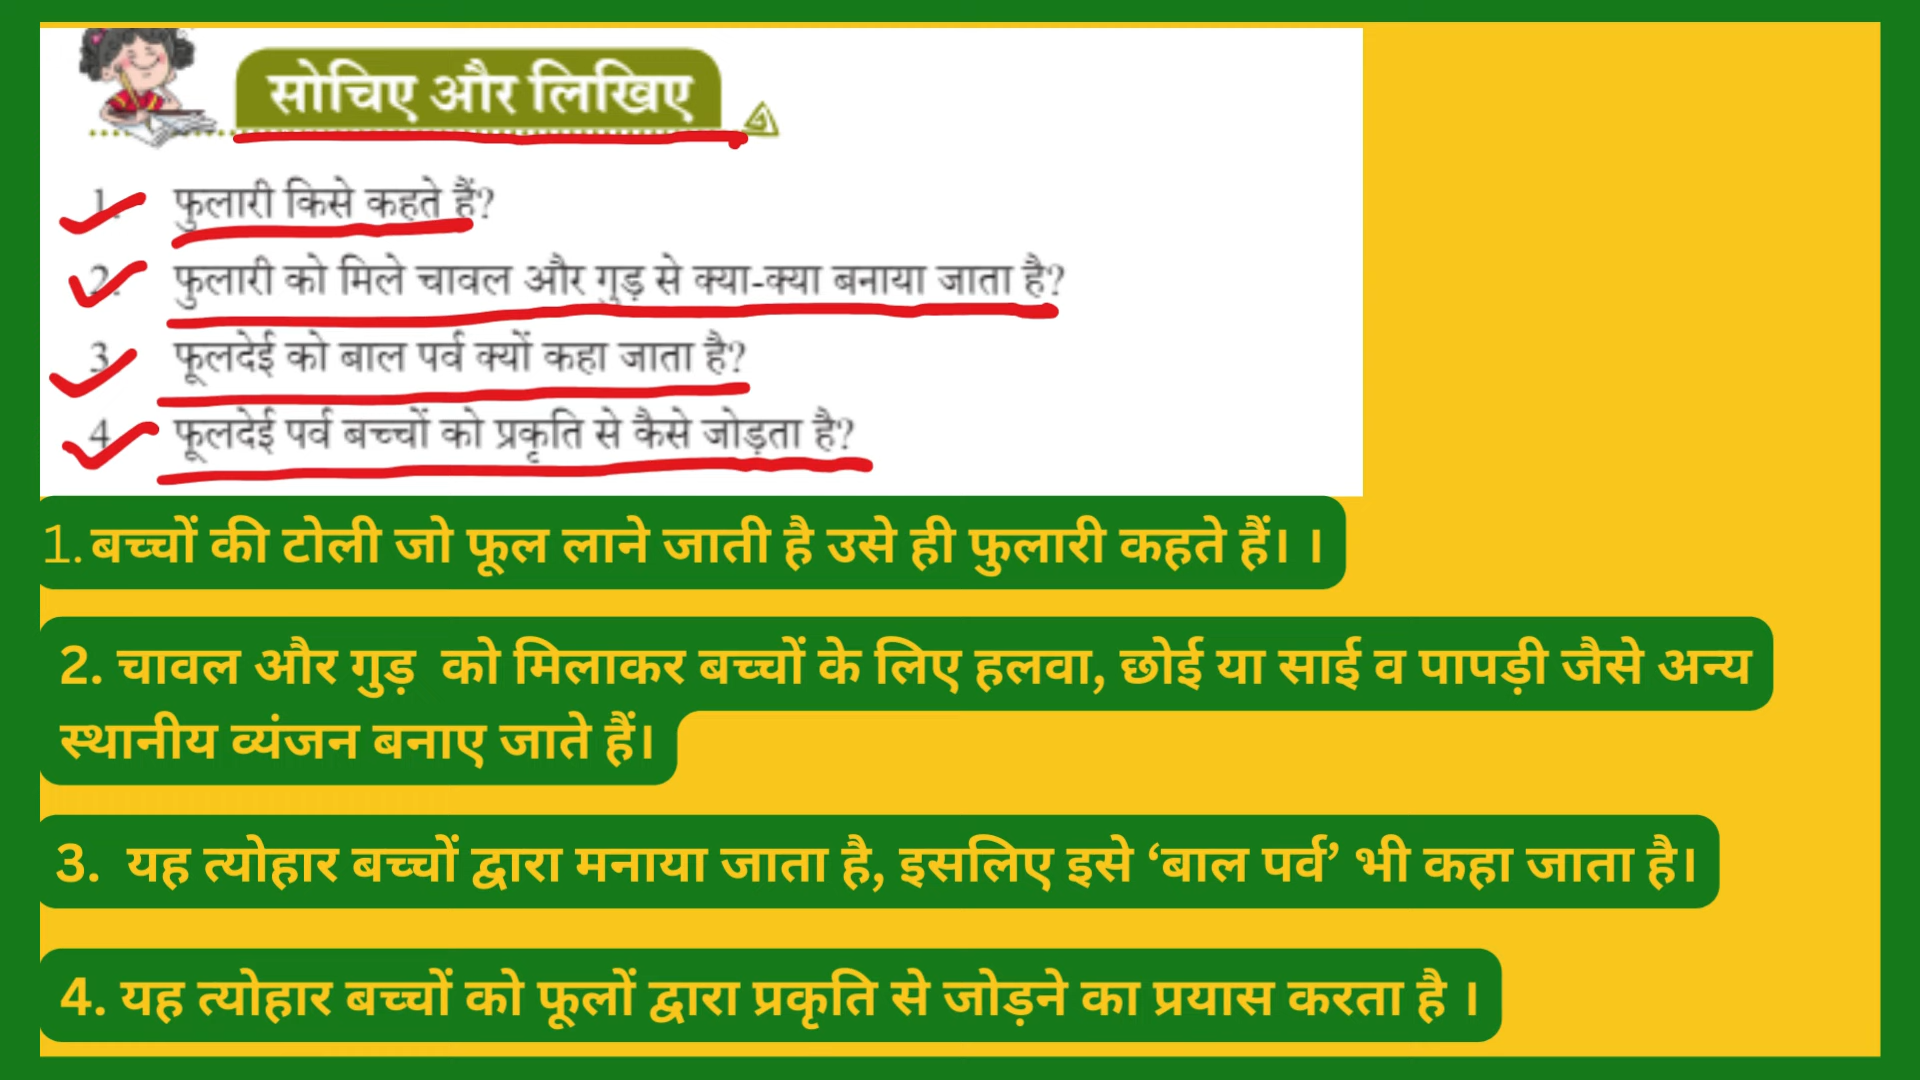 सोचिए और लिखिए
1. फुलारी किसे कहते हैं?
2. फुलारी को मिले चावल और गुड़ से क्या-क्या बनाया जाता है?
3. फूलदेई को बाल पर्व क्यों कहा जाता है?
4. फूलदेई पर्व बच्चों को प्रकृति से कैसे जोड़ता है?
1. बच्चों की टोली जो फूल लाने जाती है उसे ही फुलारी कहते हैं। ।
2. चावल और गुड़ को मिलाकर बच्चों के लिए हलवा, छोई या साई व पापड़ी जैसे अन्य
स्थानीय व्यंजन बनाए जाते हैं।
3. यह त्योहार बच्चों द्वारा मनाया जाता है, इसलिए इसे ‘बाल पर्व’ भी कहा जाता है।
4. यह त्योहार बच्चों को फूलों द्वारा प्रकृति से जोड़ने का प्रयास करता है ।